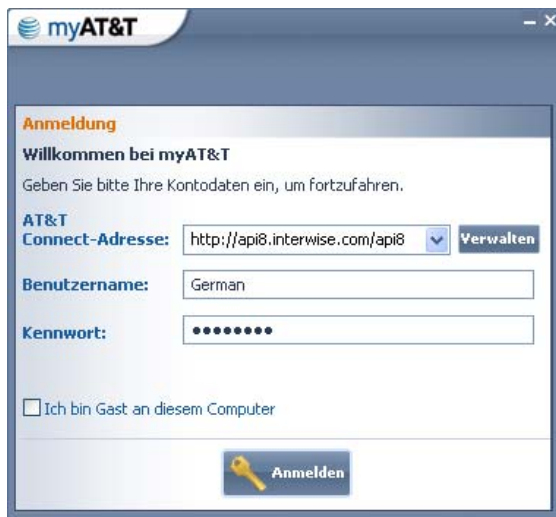 myAT&T
Anmeldung
Willkommen bei myAT&T
Geben Sie bitte Ihre Kontodaten ein, um fortzufahren.
AT&T
Connect-Adresse: http://api8.interwise.com/api8 Verwalten
Benutzername: German
Kennwort: ••••••••
Ich bin Gast an diesem Computer
Anmelden